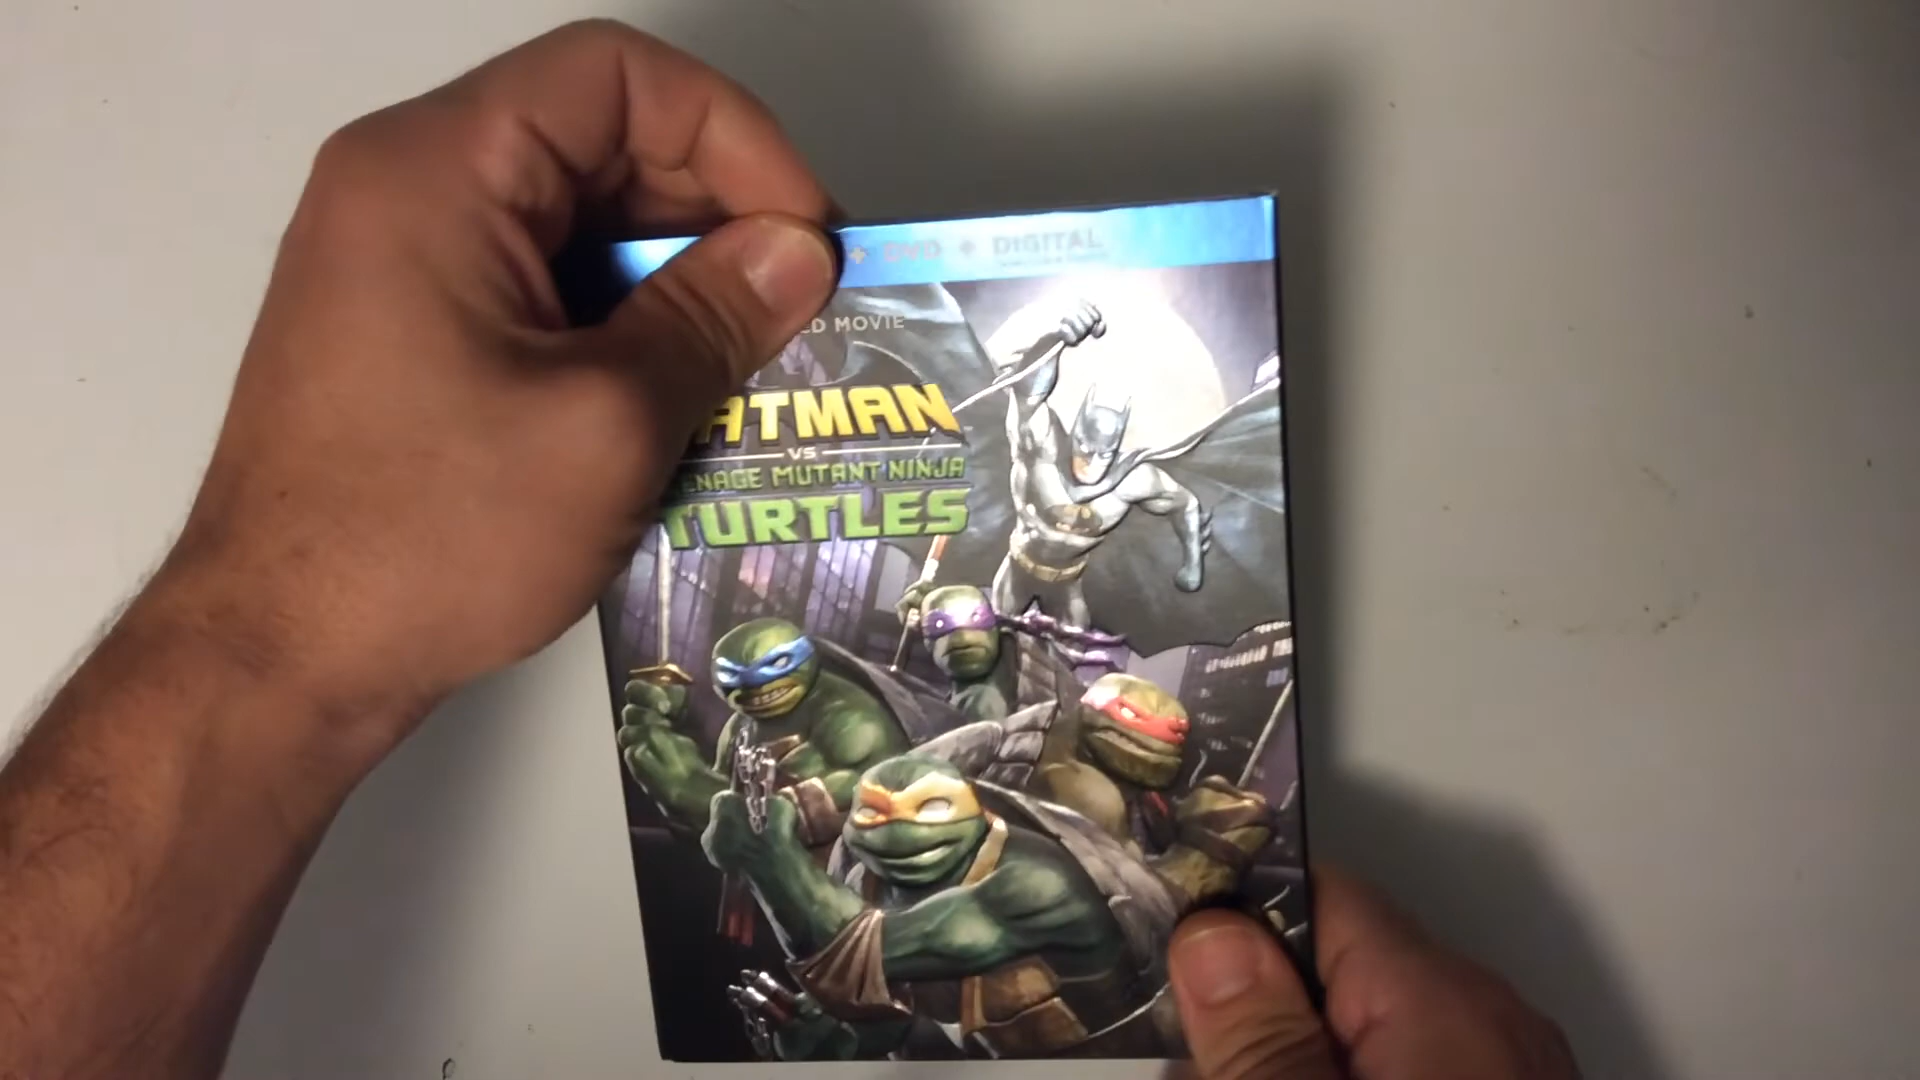 + DVD + DIGITAL
ED MOVIE
ATMAN
VS
ENAGE MUTANT NINJA
TURTLES